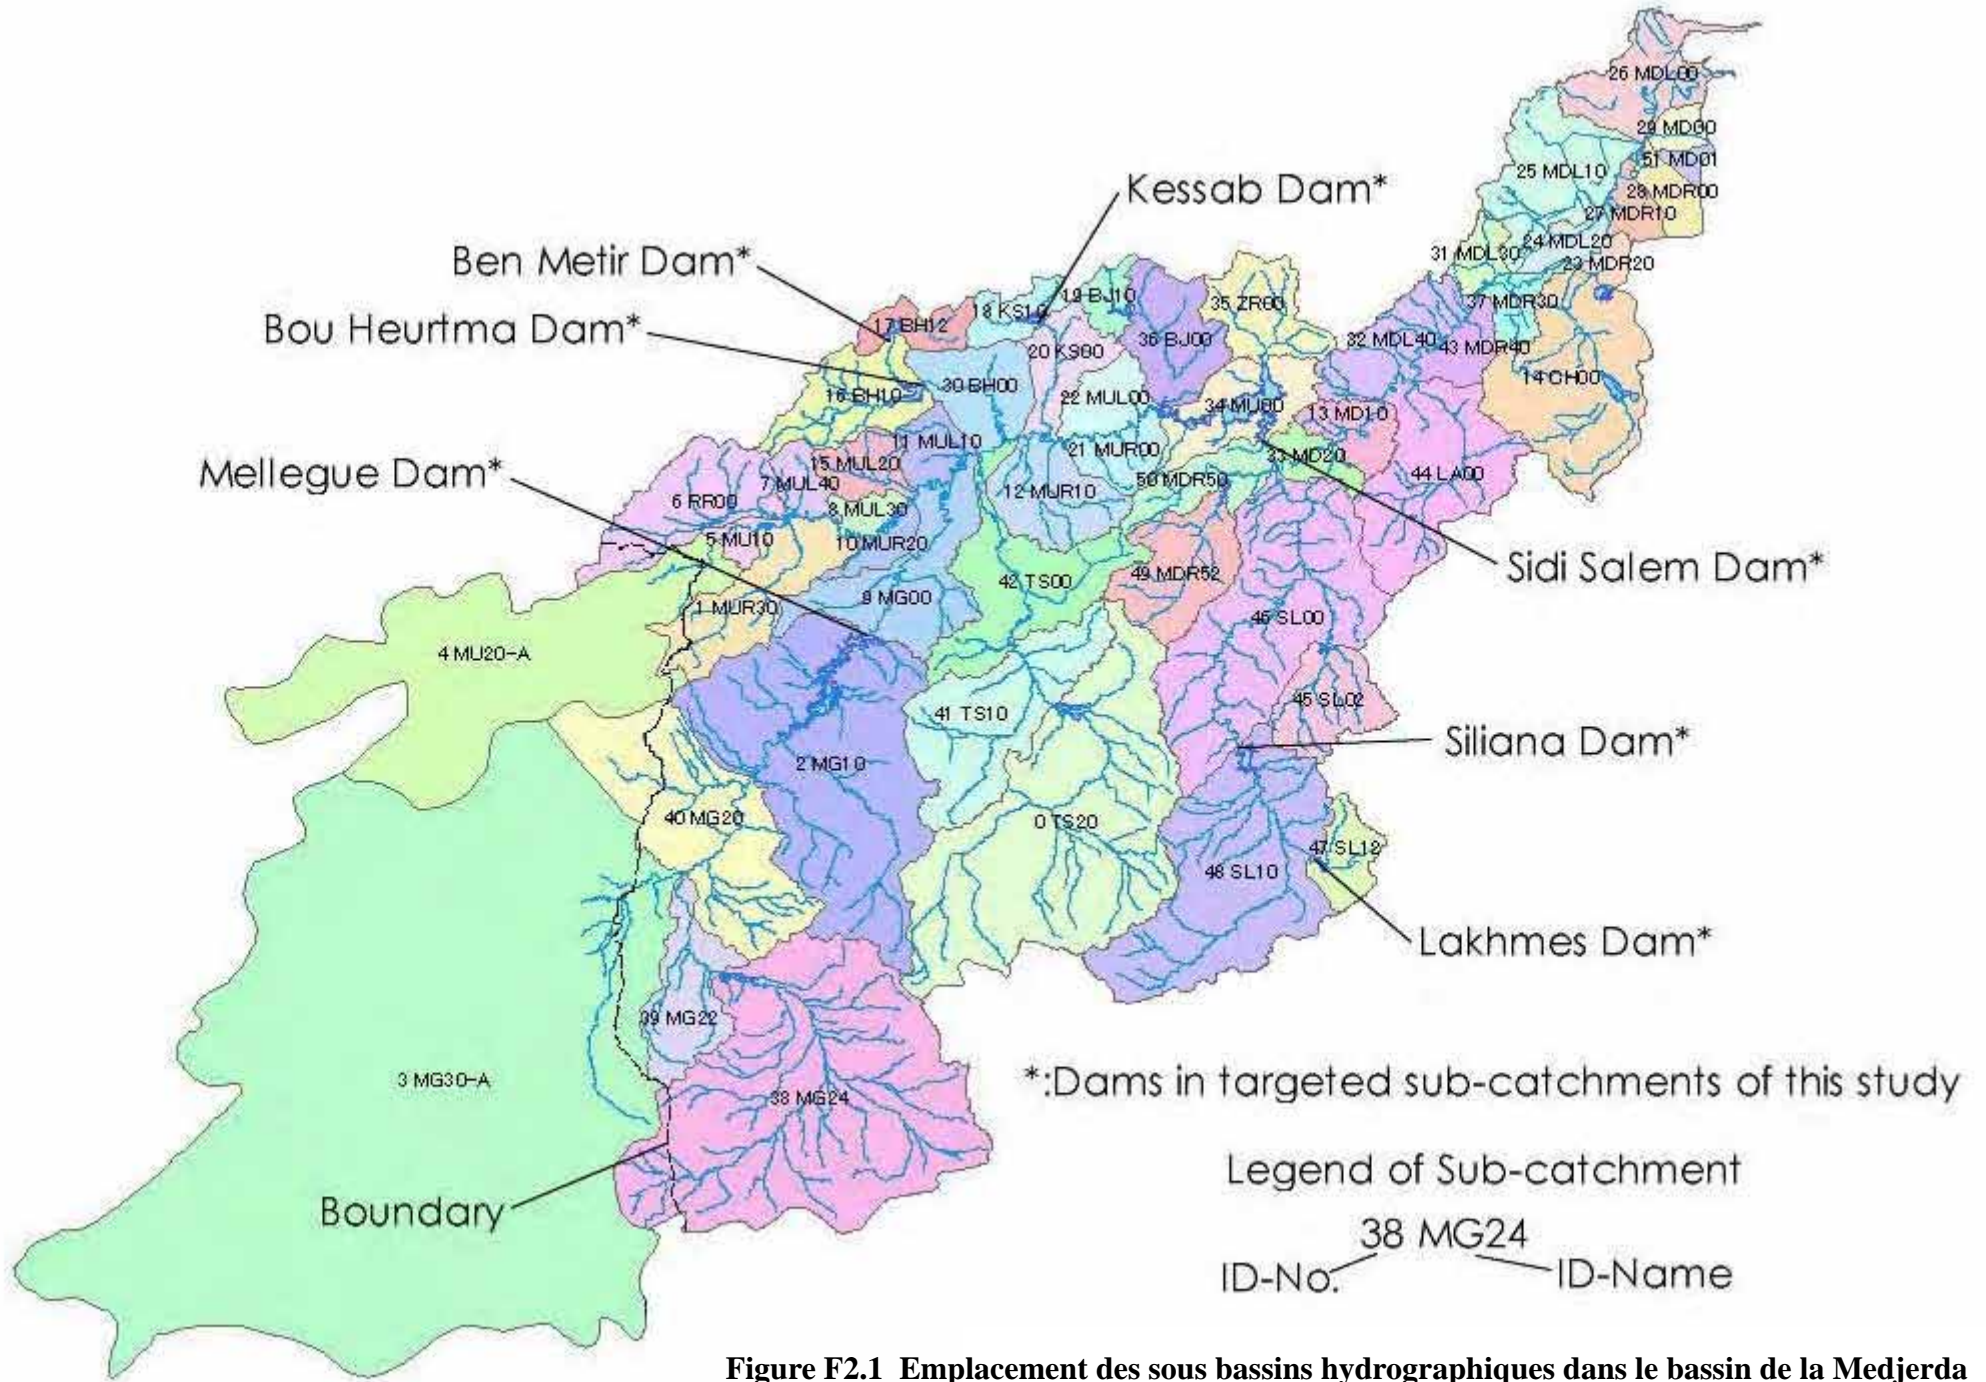 26 MDL00
29 MD00
51 MD01
25 MDL10
28 MDR00
27 MDR10
Kessab Dam*
24 MDL20
31 MDL30
23 MDR20
Ben Metir Dam*
19 BJ10
35 ZR00
37 MDR30
18 KS10
17 BH12
Bou Heurtma Dam*
36 BJ00
32 MDL40
43 MDR40
20 KS00
14 CH00
30 BH00
16 BH10
22 MUL00
34 MU00
13 MD10
11 MUL10
21 MUR00
33 MD20
15 MUL20
Mellegue Dam*
7 MUL40
50 MDR50
44 LA00
12 MUR10
6 RR00
8 MUL30
5 MU10
10 MUR20
Sidi Salem Dam*
49 MDR52
42 TS00
9 MG00
1 MUR30
46 SL00
4 MU20-A
45 SL02
41 TS10
Siliana Dam*
2 MG10
40 MG20
0 TS20
47 SL12
48 SL10
Lakhmes Dam*
39 MG22
3 MG30-A
38 MG24
*:Dams in targeted sub-catchments of this study
Legend of Sub-catchment
Boundary
38 MG24
ID-No.
ID-Name
Figure F2.1 Emplacement des sous bassins hydrographiques dans le bassin de la Medjerda